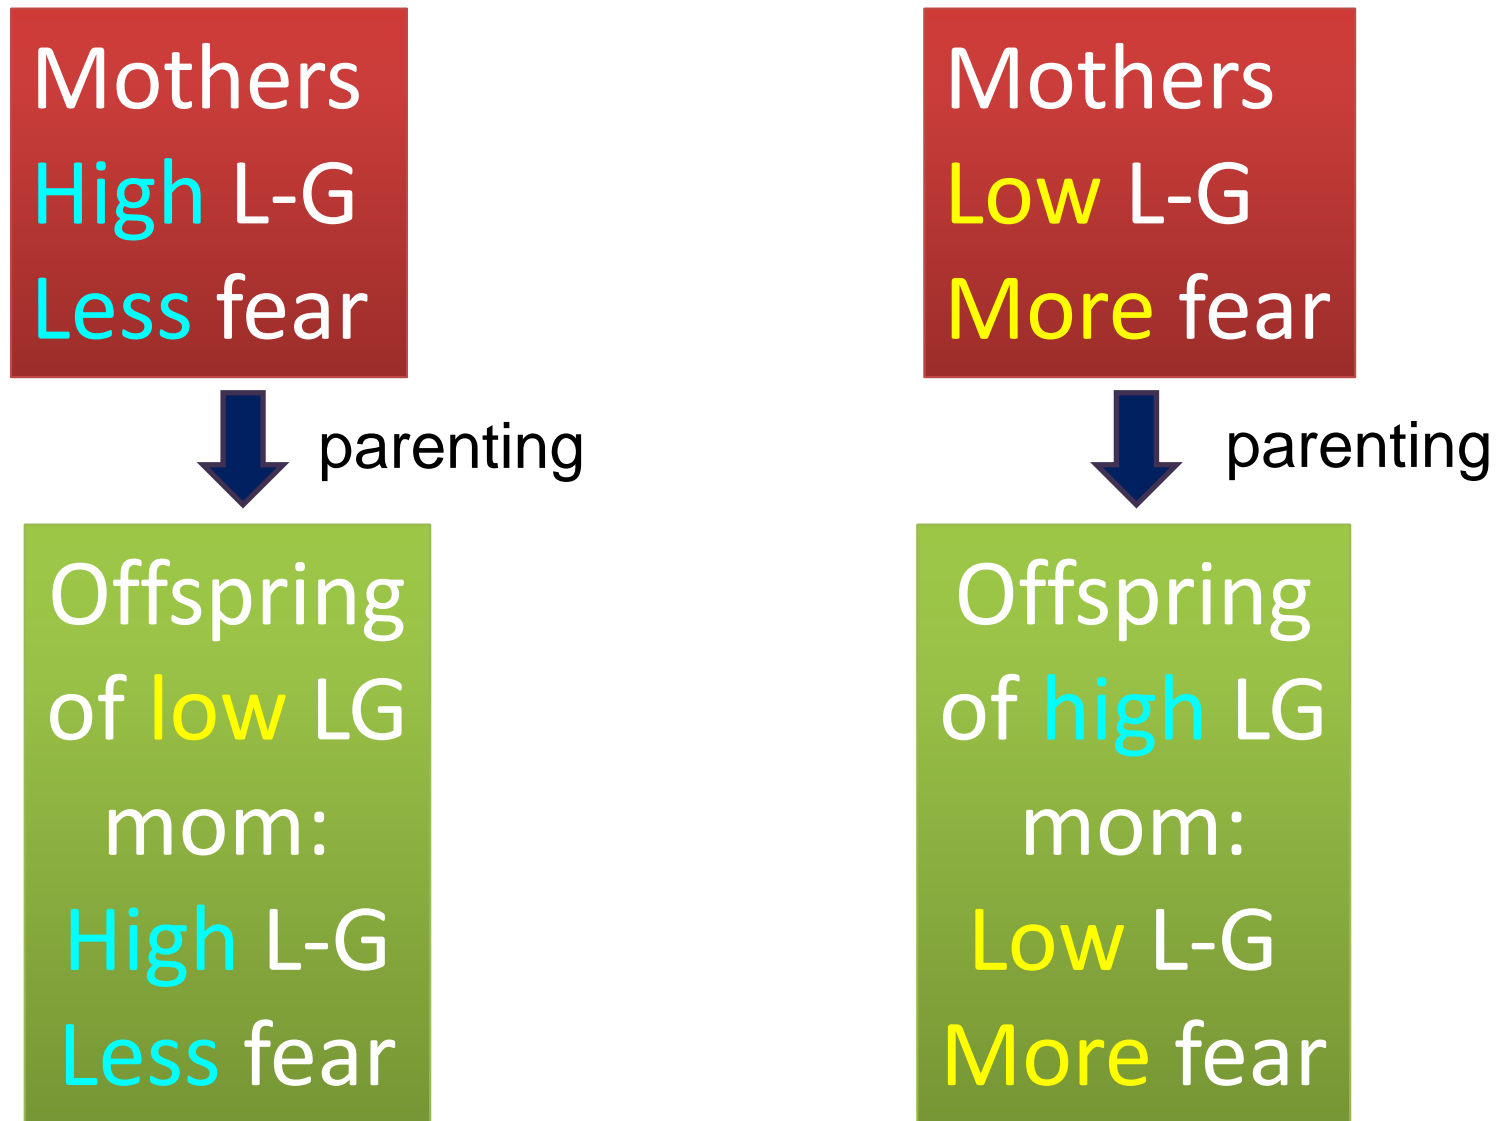 Mothers
High L-G
Less fear
parenting
Offspring
of low LG
mom:
High L-G
Less fear
Mothers
Low L-G
More fear
parenting
Offspring
of high LG
mom:
Low L-G
More fear